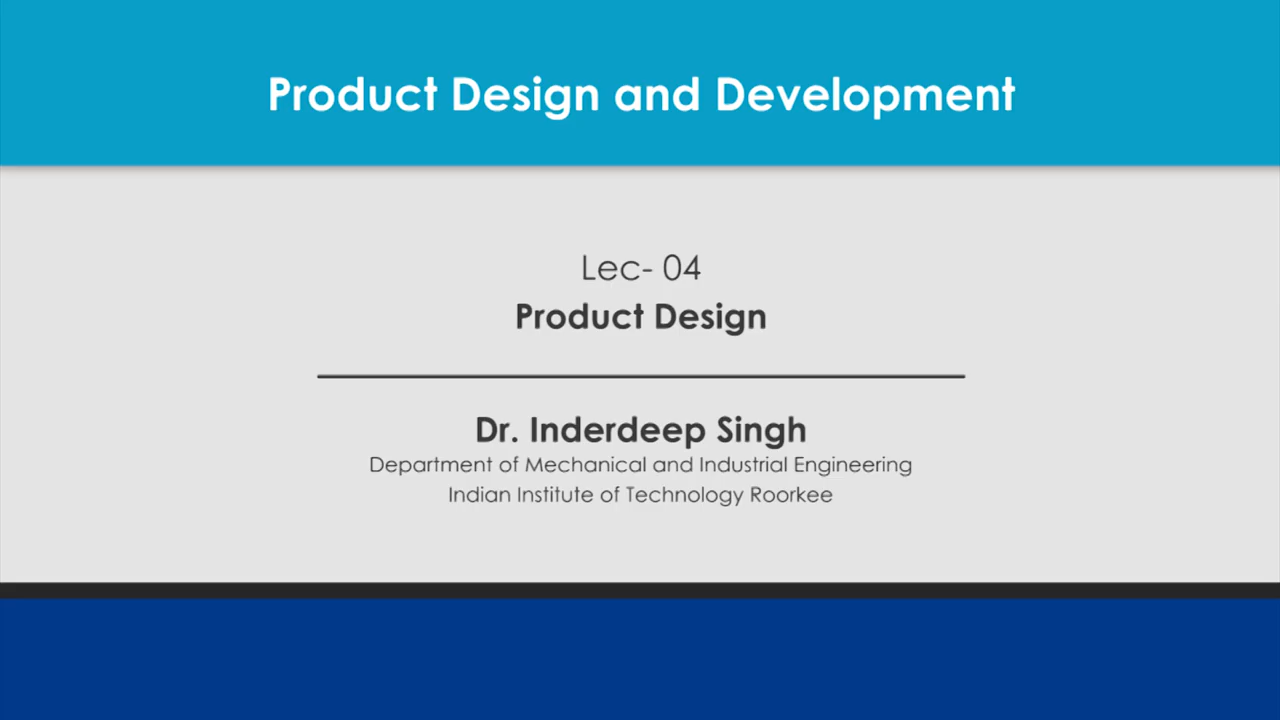 Product Design and Development
Lec- 04
Product Design
Dr. Inderdeep Singh
Department of Mechanical and Industrial Engineering
Indian Institute of Technology Roorkee